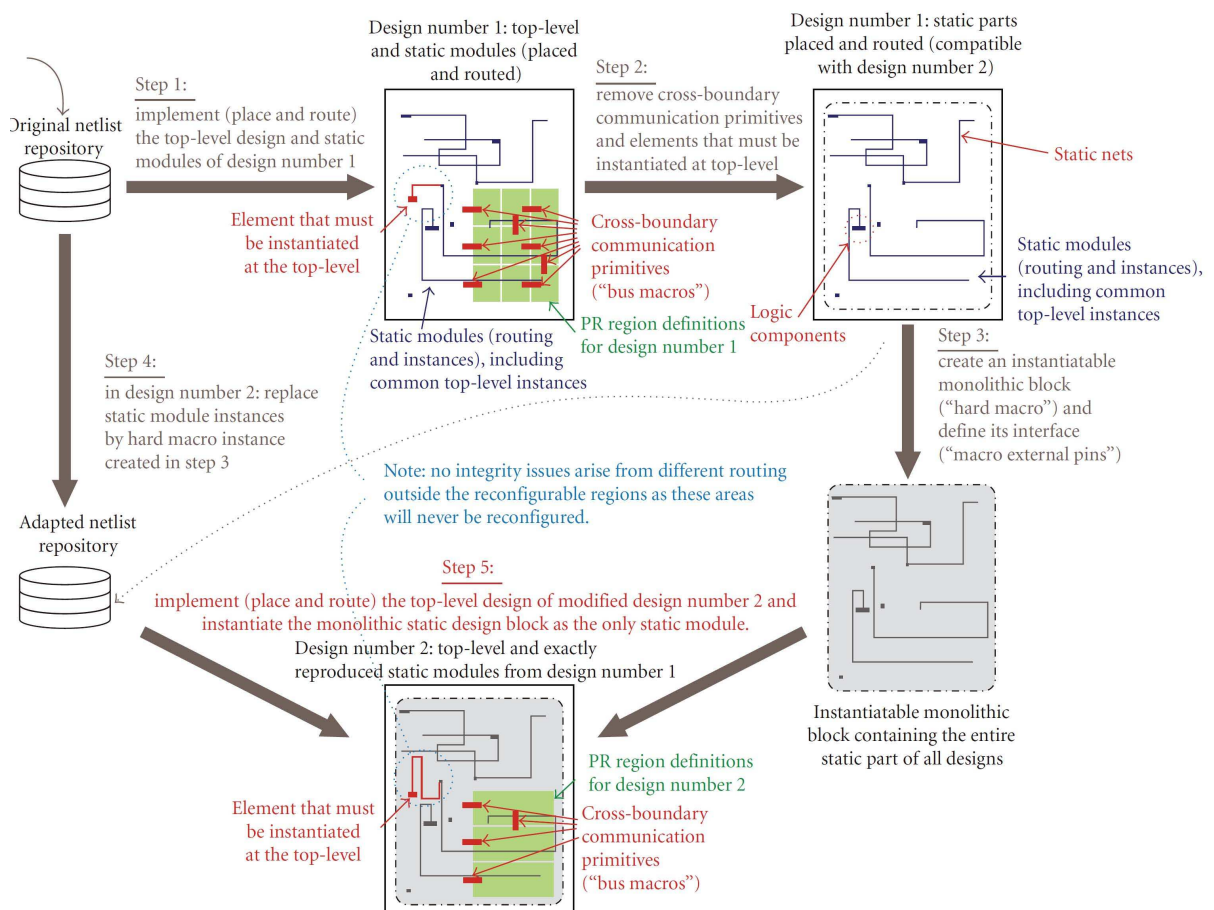 Design number 1: top-level
and static modules (placed
and routed)
Design number 1: static parts
placed and routed (compatible
with design number 2)
Step 1:
implement (place and route)
the top-level design and static
modules of design number 1
Step 2:
remove cross-boundary
communication primitives
and elements that must be
instantiated at top-level
Original netlist
repository
Element that must
be instantiated
at the top-level
Cross-boundary
communication
primitives
("bus macros")
PR region definitions
for design number 1
Static modules (routing
and instances), including
common top-level instances
Static nets
Static modules
(routing and instances),
including common
top-level instances
Logic
components
Step 3:
create an instantiatable
monolithic block
("hard macro") and
define its interface
("macro external pins")
Step 4:
in design number 2: replace
static module instances
by hard macro instance
created in step 3
Note: no integrity issues arise from different routing
outside the reconfigurable regions as these areas
will never be reconfigured.
Adapted netlist
repository
Step 5:
implement (place and route) the top-level design of modified design number 2 and
instantiate the monolithic static design block as the only static module.
Design number 2: top-level and exactly
reproduced static modules from design number 1
Instantiatable monolithic
block containing the entire
static part of all designs
PR region definitions
for design number 2
Element that must
be instantiated
at the top-level
Cross-boundary
communication
primitives
("bus macros")